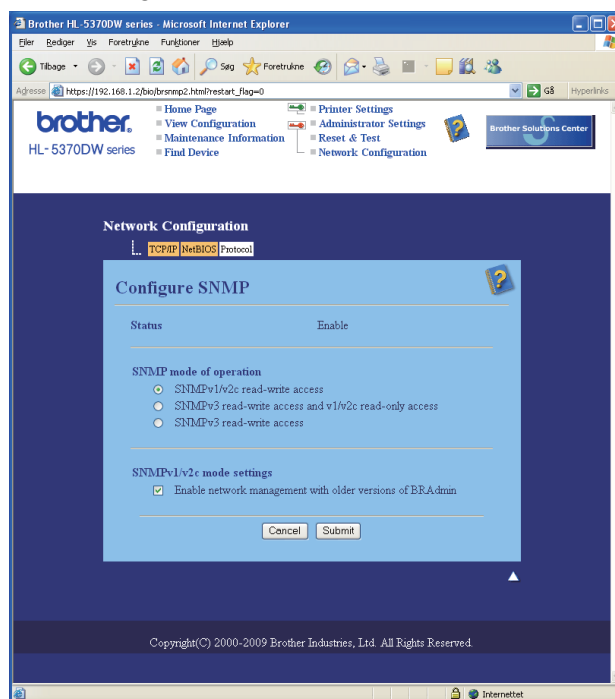 Brother HL-5370DW series - Microsoft Internet Explorer
Filer Rediger Vis Foretrukne Funktioner Hjælp
Tilbage Søg Foretrukne
Adresse https://192.168.1.2/bio/brsnmp2.html?restart_flag=0 Gå Hyperlinks
brother.
HL-5370DW series
Home Page
View Configuration
Maintenance Information
Find Device
Printer Settings
Administrator Settings
Reset & Test
Network Configuration
Brother Solutions Center
Network Configuration
TCP/IP NetBIOS Protocol
Configure SNMP
Status Enable
SNMP mode of operation
SNMPv1/v2c read-write access
SNMPv3 read-write access and v1/v2c read-only access
SNMPv3 read-write access
SNMPv1/v2c mode settings
Enable network management with older versions of BRAdmin
Cancel Submit
Copyright(C) 2000-2009 Brother Industries, Ltd. All Rights Reserved.
Internettet